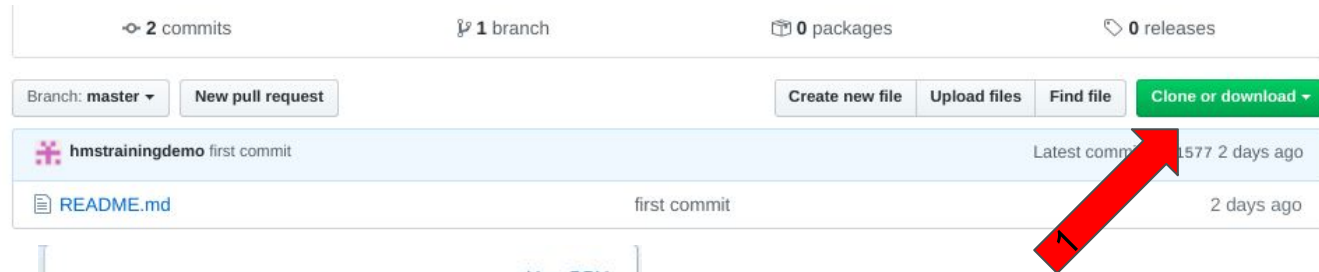 2 commits 1 branch 0 packages 0 releases
Branch: master New pull request Create new file Upload files Find file Clone or download
hmstrainingdemo first commit Latest 1577 2 days ago
README.md first commit 2 days ago
1